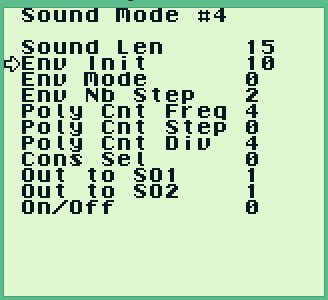 Sound Mode #4
Sound Len 15
Env Init 10
Env Mode 0
Env Nb Step 2
Poly Cnt Freq 4
Poly Cnt Step 0
Poly Cnt Div 4
Cons Sel 0
Out to SO1 1
Out to SO2 1
On/Off 0